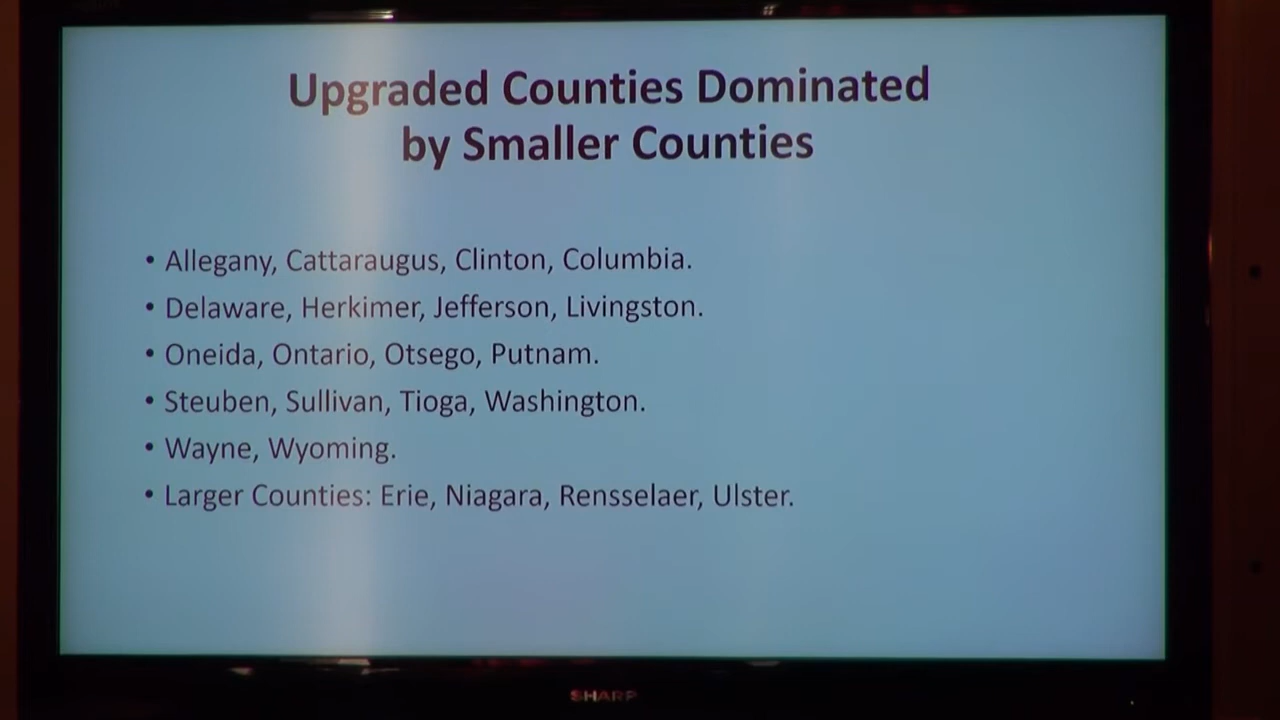 Upgraded Counties Dominated
by Smaller Counties
• Allegany, Cattaraugus, Clinton, Columbia.
• Delaware, Herkimer, Jefferson, Livingston.
• Oneida, Ontario, Otsego, Putnam.
• Steuben, Sullivan, Tioga, Washington.
• Wayne, Wyoming.
• Larger Counties: Erie, Niagara, Rensselaer, Ulster.
SHARP